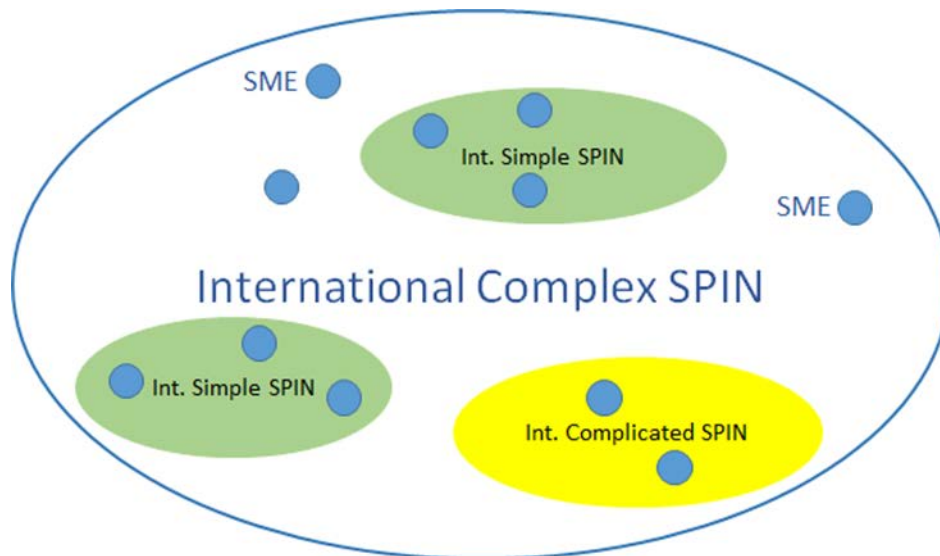 SME
Int. Simple SPIN
SME
International Complex SPIN
Int. Simple SPIN
Int. Complicated SPIN